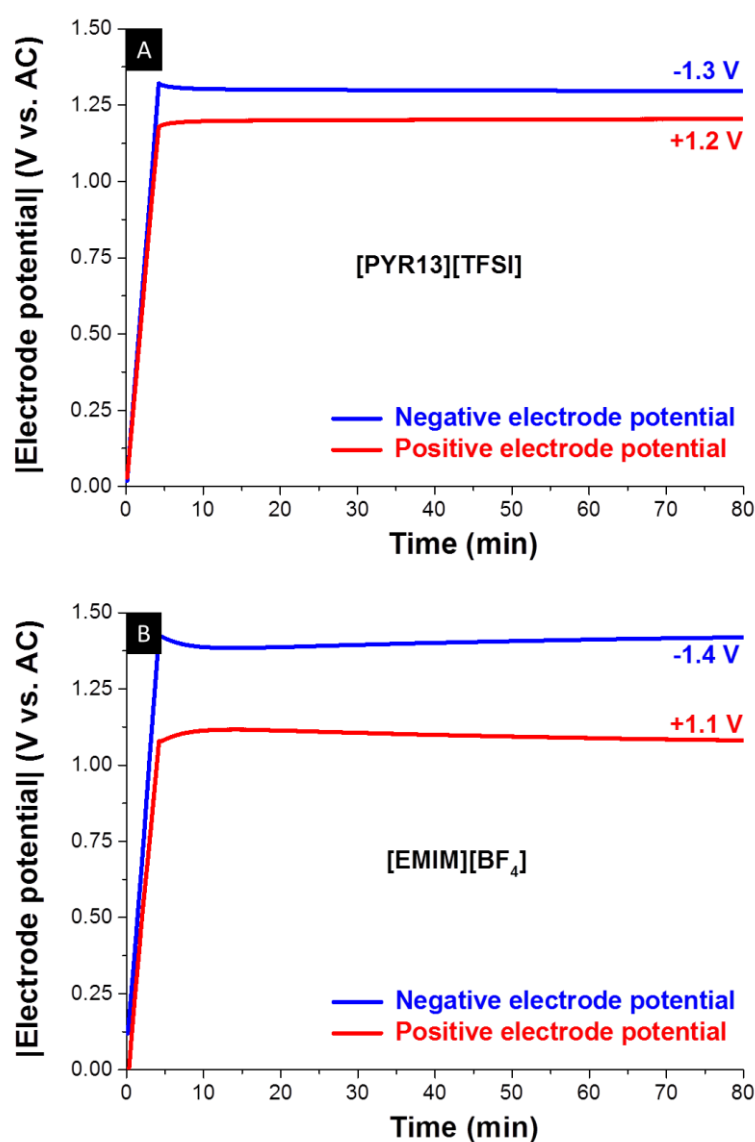 A
1.50
1.25
1.00
0.75
0.50
0.25
0.00
|Electrode potential| (V vs. AC)
-1.3 V
+1.2 V
[PYR13][TFSI]
Negative electrode potential
Positive electrode potential
0 10 20 30 40 50 60 70 80
Time (min)
B
1.50
1.25
1.00
0.75
0.50
0.25
0.00
|Electrode potential| (V vs. AC)
-1.4 V
+1.1 V
[EMIM][BF₄]
Negative electrode potential
Positive electrode potential
0 10 20 30 40 50 60 70 80
Time (min)